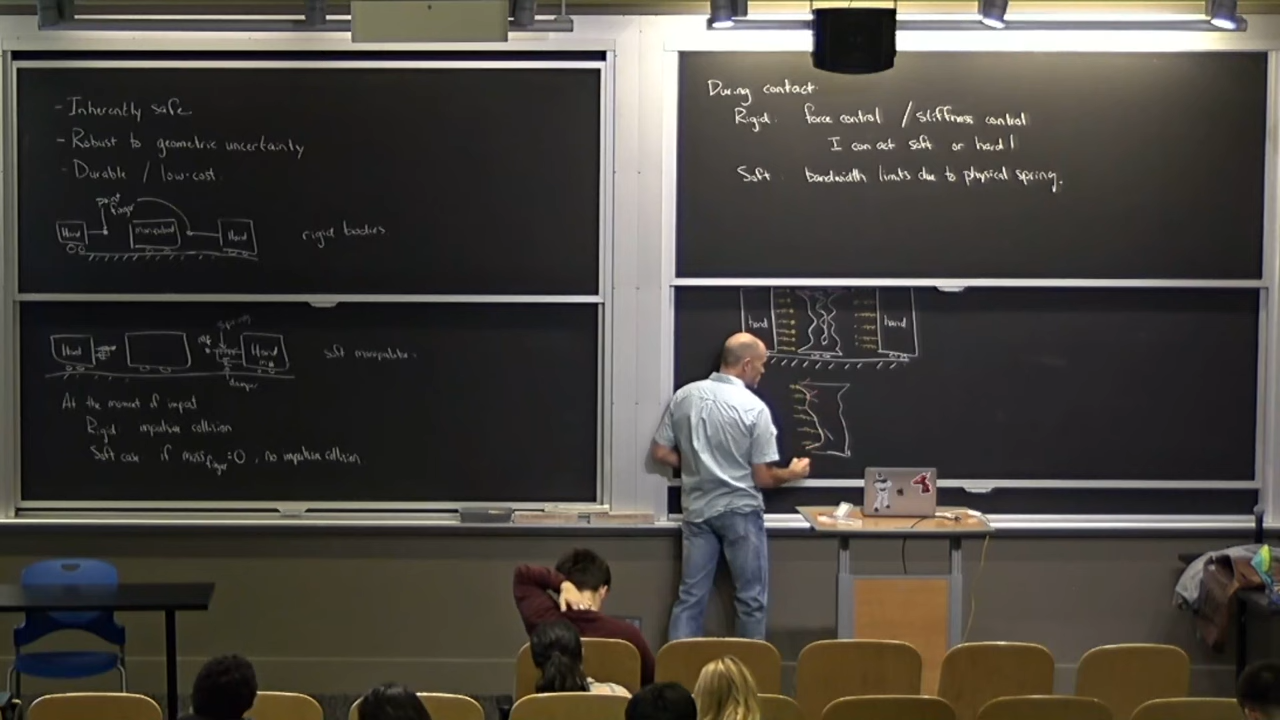 - Inherently safe
- Robust to geometric uncertainty
- Durable / low-cost
point
finger
Hand
manipuland
Hand
rigid bodies
Hand
spring
mf
Hand
soft manipulator:
damper
At the moment of impact
Rigid: impulsive collision
Soft case if mass finger = 0, no impulsive collision
During contact:
Rigid: force control / stiffness control
I can act soft or hard!
Soft: bandwidth limits due to physical spring.
hand
hand